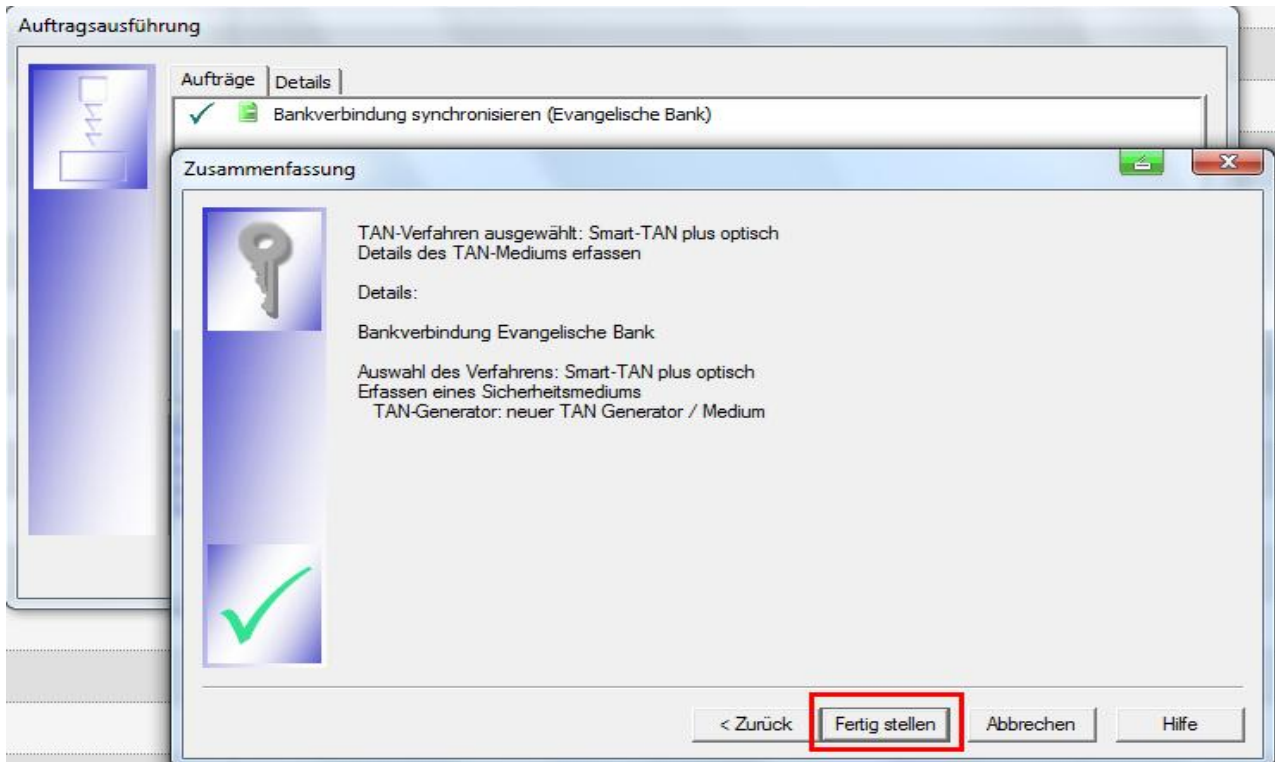 Auftragsausführung
Aufträge Details
Bankverbindung synchronisieren (Evangelische Bank)
Zusammenfassung
TAN-Verfahren ausgewählt: Smart-TAN plus optisch
Details des TAN-Mediums erfassen
Details:
Bankverbindung Evangelische Bank
Auswahl des Verfahrens: Smart-TAN plus optisch
Erfassen eines Sicherheitsmediums
TAN-Generator: neuer TAN Generator / Medium
< Zurück Fertig stellen Abbrechen Hilfe